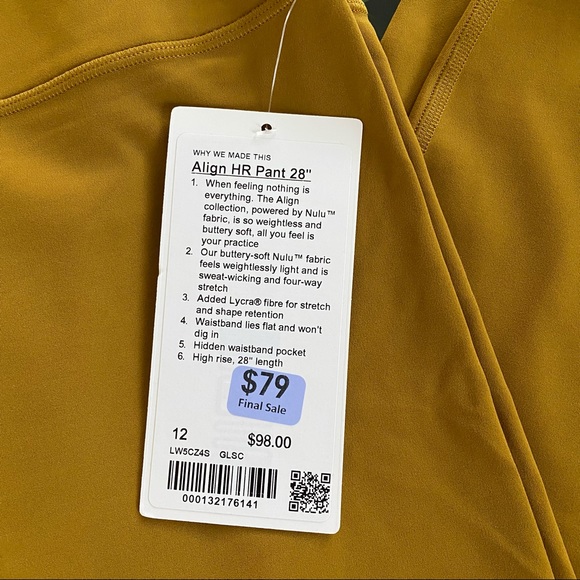 WHY WE MADE THIS
Align HR Pant 28"
1. When feeling nothing is
everything. The Align
collection, powered by Nulu™
fabric, is so weightless and
buttery soft, all you feel is
your practice
2. Our buttery-soft Nulu™ fabric
feels weightlessly light and is
sweat-wicking and four-way
stretch
3. Added Lycra® fibre for stretch
and shape retention
4. Waistband lies flat and won't
dig in
5. Hidden waistband pocket
6. High rise, 28" length
$79
Final Sale
12 $98.00
LW5CZ4S GLSC
000132176141